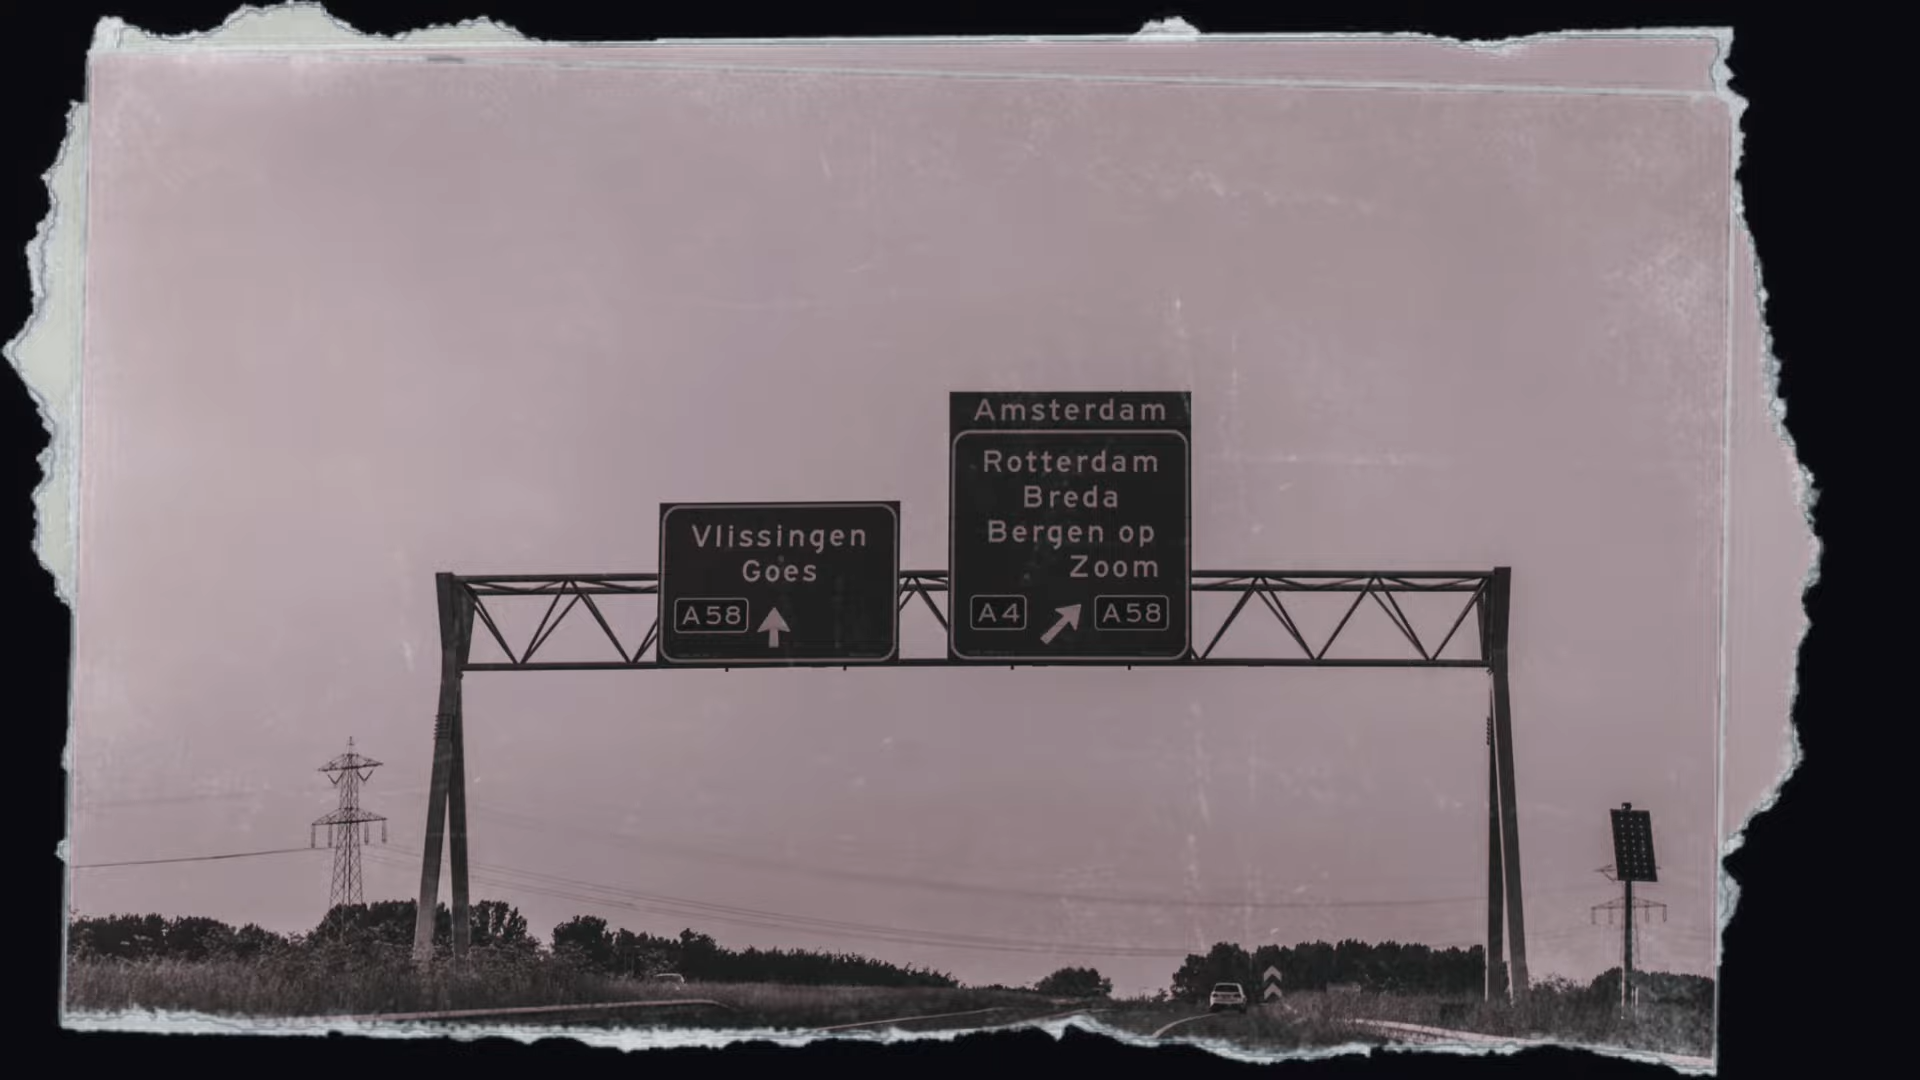 Vlissingen
Goes
A58
Amsterdam
Rotterdam
Breda
Bergen op
Zoom
A4 A58